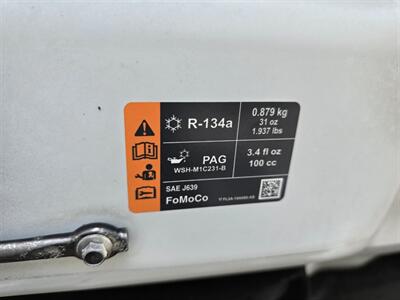 R-134a
0.879 kg
31 oz
1.937 lbs
PAG
WSH-M1C231-B
3.4 fl oz
100 cc
SAE J639
FoMoCo